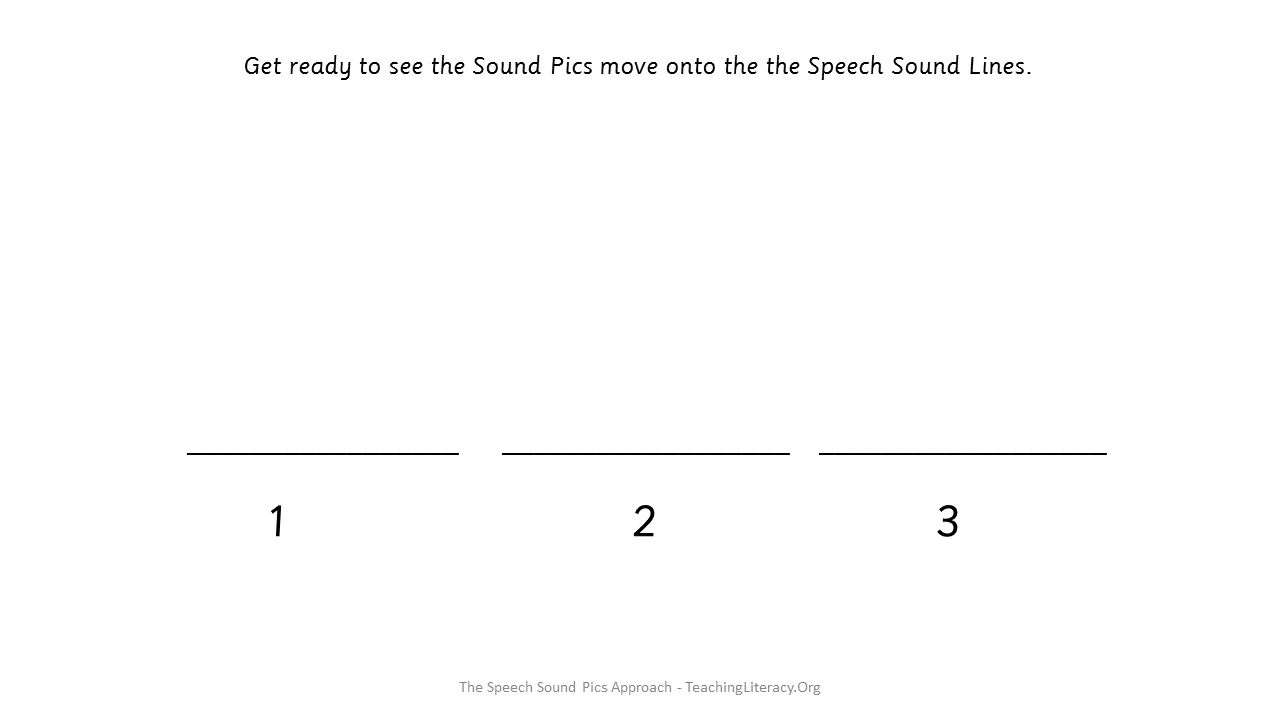 Get ready to see the Sound Pics move onto the the Speech Sound Lines.
1 2 3
The Speech Sound Pics Approach - TeachingLiteracy.Org